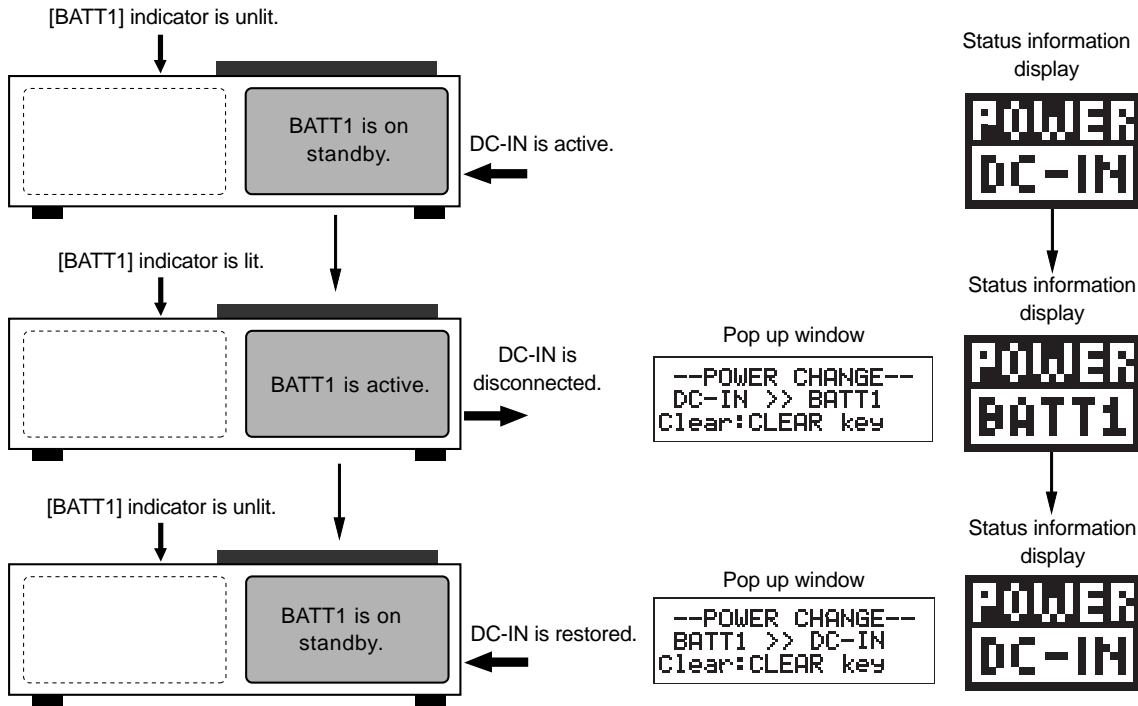 [BATT1] indicator is unlit.
BATT1 is on
standby.
DC-IN is active.
Status information
display
POWER
DC-IN
[BATT1] indicator is lit.
BATT1 is active.
DC-IN is
disconnected.
Pop up window
--POWER CHANGE--
DC-IN >> BATT1
Clear:CLEAR key
Status information
display
POWER
BATT1
[BATT1] indicator is unlit.
BATT1 is on
standby.
DC-IN is restored.
Pop up window
--POWER CHANGE--
BATT1 >> DC-IN
Clear:CLEAR key
Status information
display
POWER
DC-IN